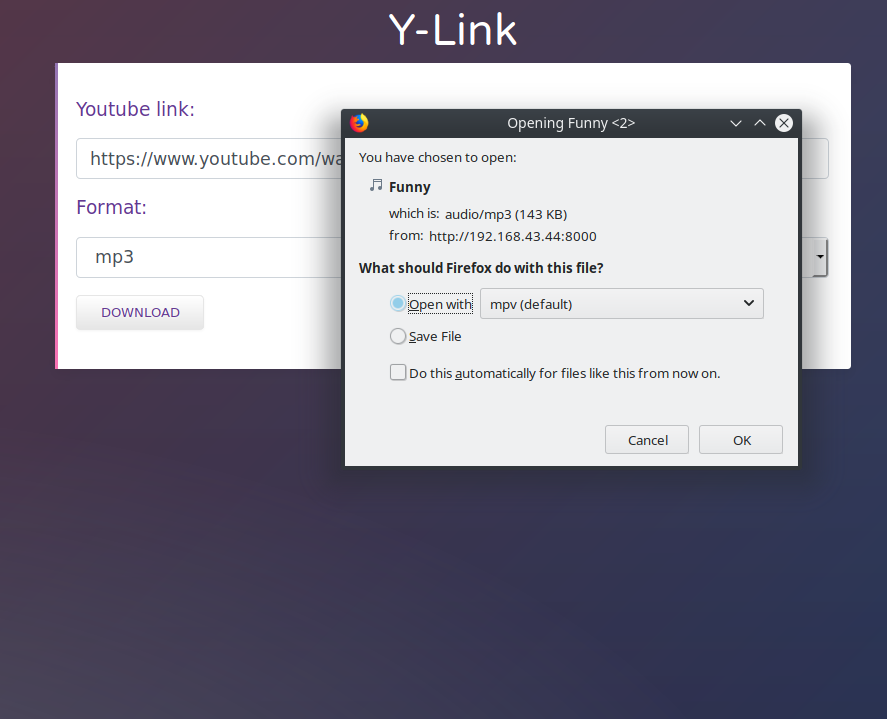 Y-Link
Youtube link:
https://www.youtube.com/wa
Format:
mp3
DOWNLOAD
Opening Funny <2>
You have chosen to open:
Funny
which is: audio/mp3 (143 KB)
from: http://192.168.43.44:8000
What should Firefox do with this file?
Open with mpv (default)
Save File
Do this automatically for files like this from now on.
Cancel OK